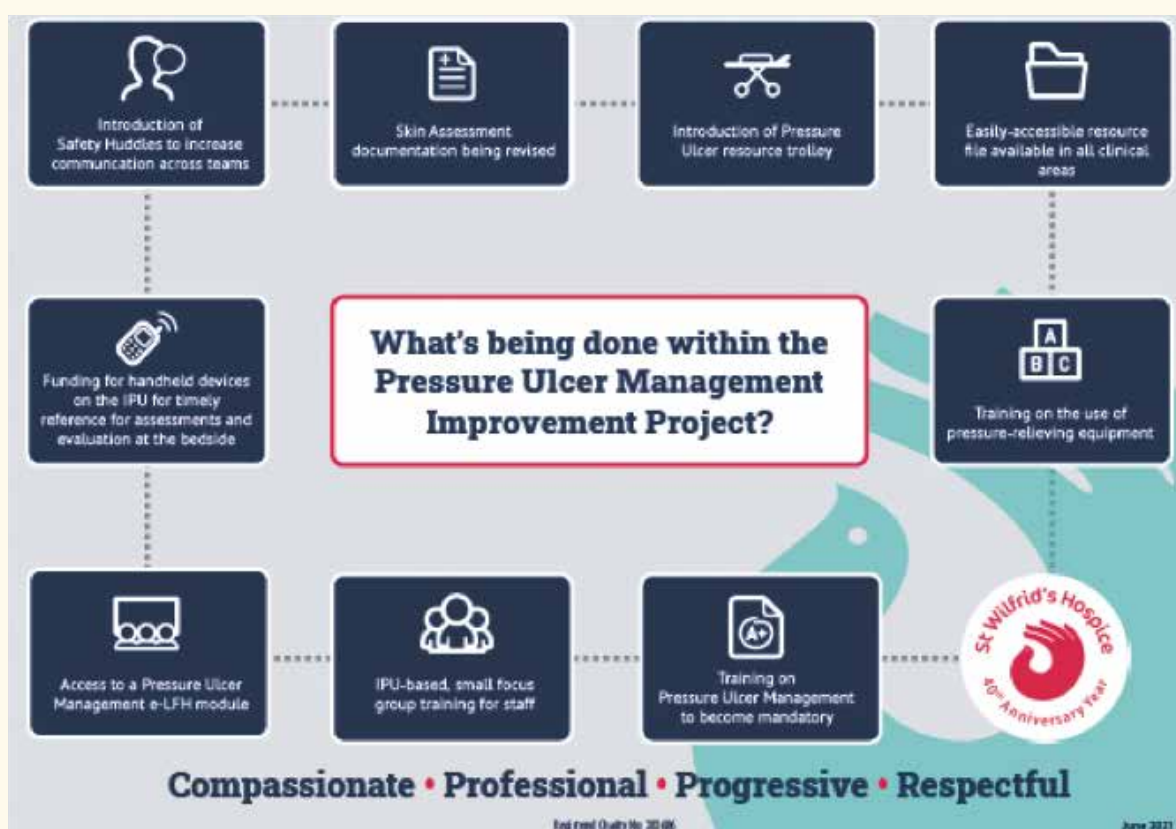 Introduction of
Safety Huddles to increase
communication across teams
Skin Assessment
documentation being revised
Introduction of Pressure
Ulcer resource trolley
Easily-accessible resource
file available in all clinical
areas
Funding for handheld devices
on the IPU for timely
reference for assessments and
evaluation at the bedside
What's being done within the
Pressure Ulcer Management
Improvement Project?
A
B C
Training on the use of
pressure-relieving equipment
Access to a Pressure Ulcer
Management e-LFH module
IPU-based, small focus
group training for staff
A+
Training on
Pressure Ulcer Management
to become mandatory
St Wilfrid's Hospice
40th Anniversary Year
Compassionate • Professional • Progressive • Respectful
June 2021